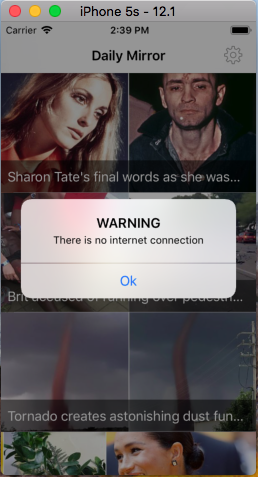 iPhone 5s - 12.1
Carrier 2:39 PM
Daily Mirror
Sharon Tate's final words as she was...
WARNING
There is no internet connection
Ok
Brit accused of running over pedestri...
Tornado creates astonishing dust fun...